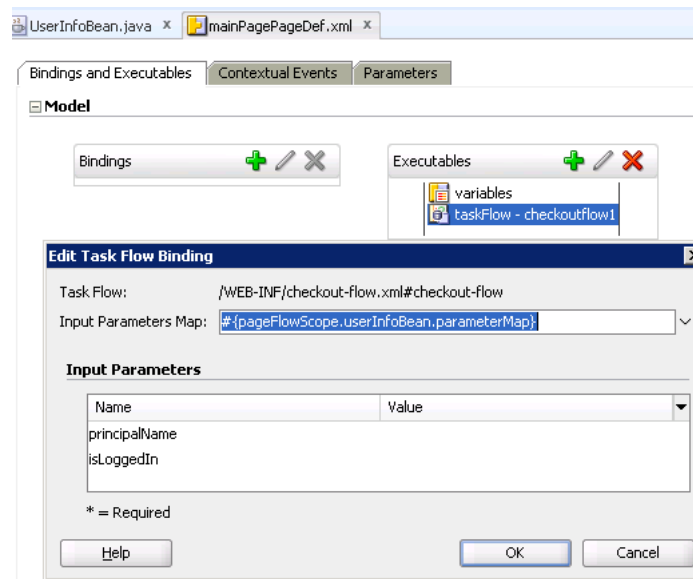 UserInfoBean.java x mainPagePageDef.xml x
Bindings and Executables Contextual Events Parameters
Model
Bindings Executables
variables
taskFlow - checkoutflow1
Edit Task Flow Binding
Task Flow: /WEB-INF/checkout-flow.xml#checkout-flow
Input Parameters Map: #{pageFlowScope.userInfoBean.parameterMap}
Input Parameters
Name Value
principalName
isLoggedIn
* = Required
Help OK Cancel